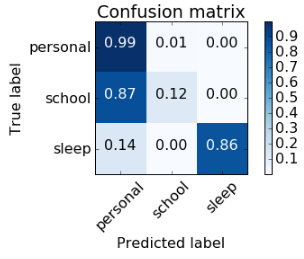 Confusion matrix
personal 0.99 0.01 0.00
school 0.87 0.12 0.00
sleep 0.14 0.00 0.86
personal school sleep
True label
Predicted label
0.9
0.8
0.7
0.6
0.5
0.4
0.3
0.2
0.1